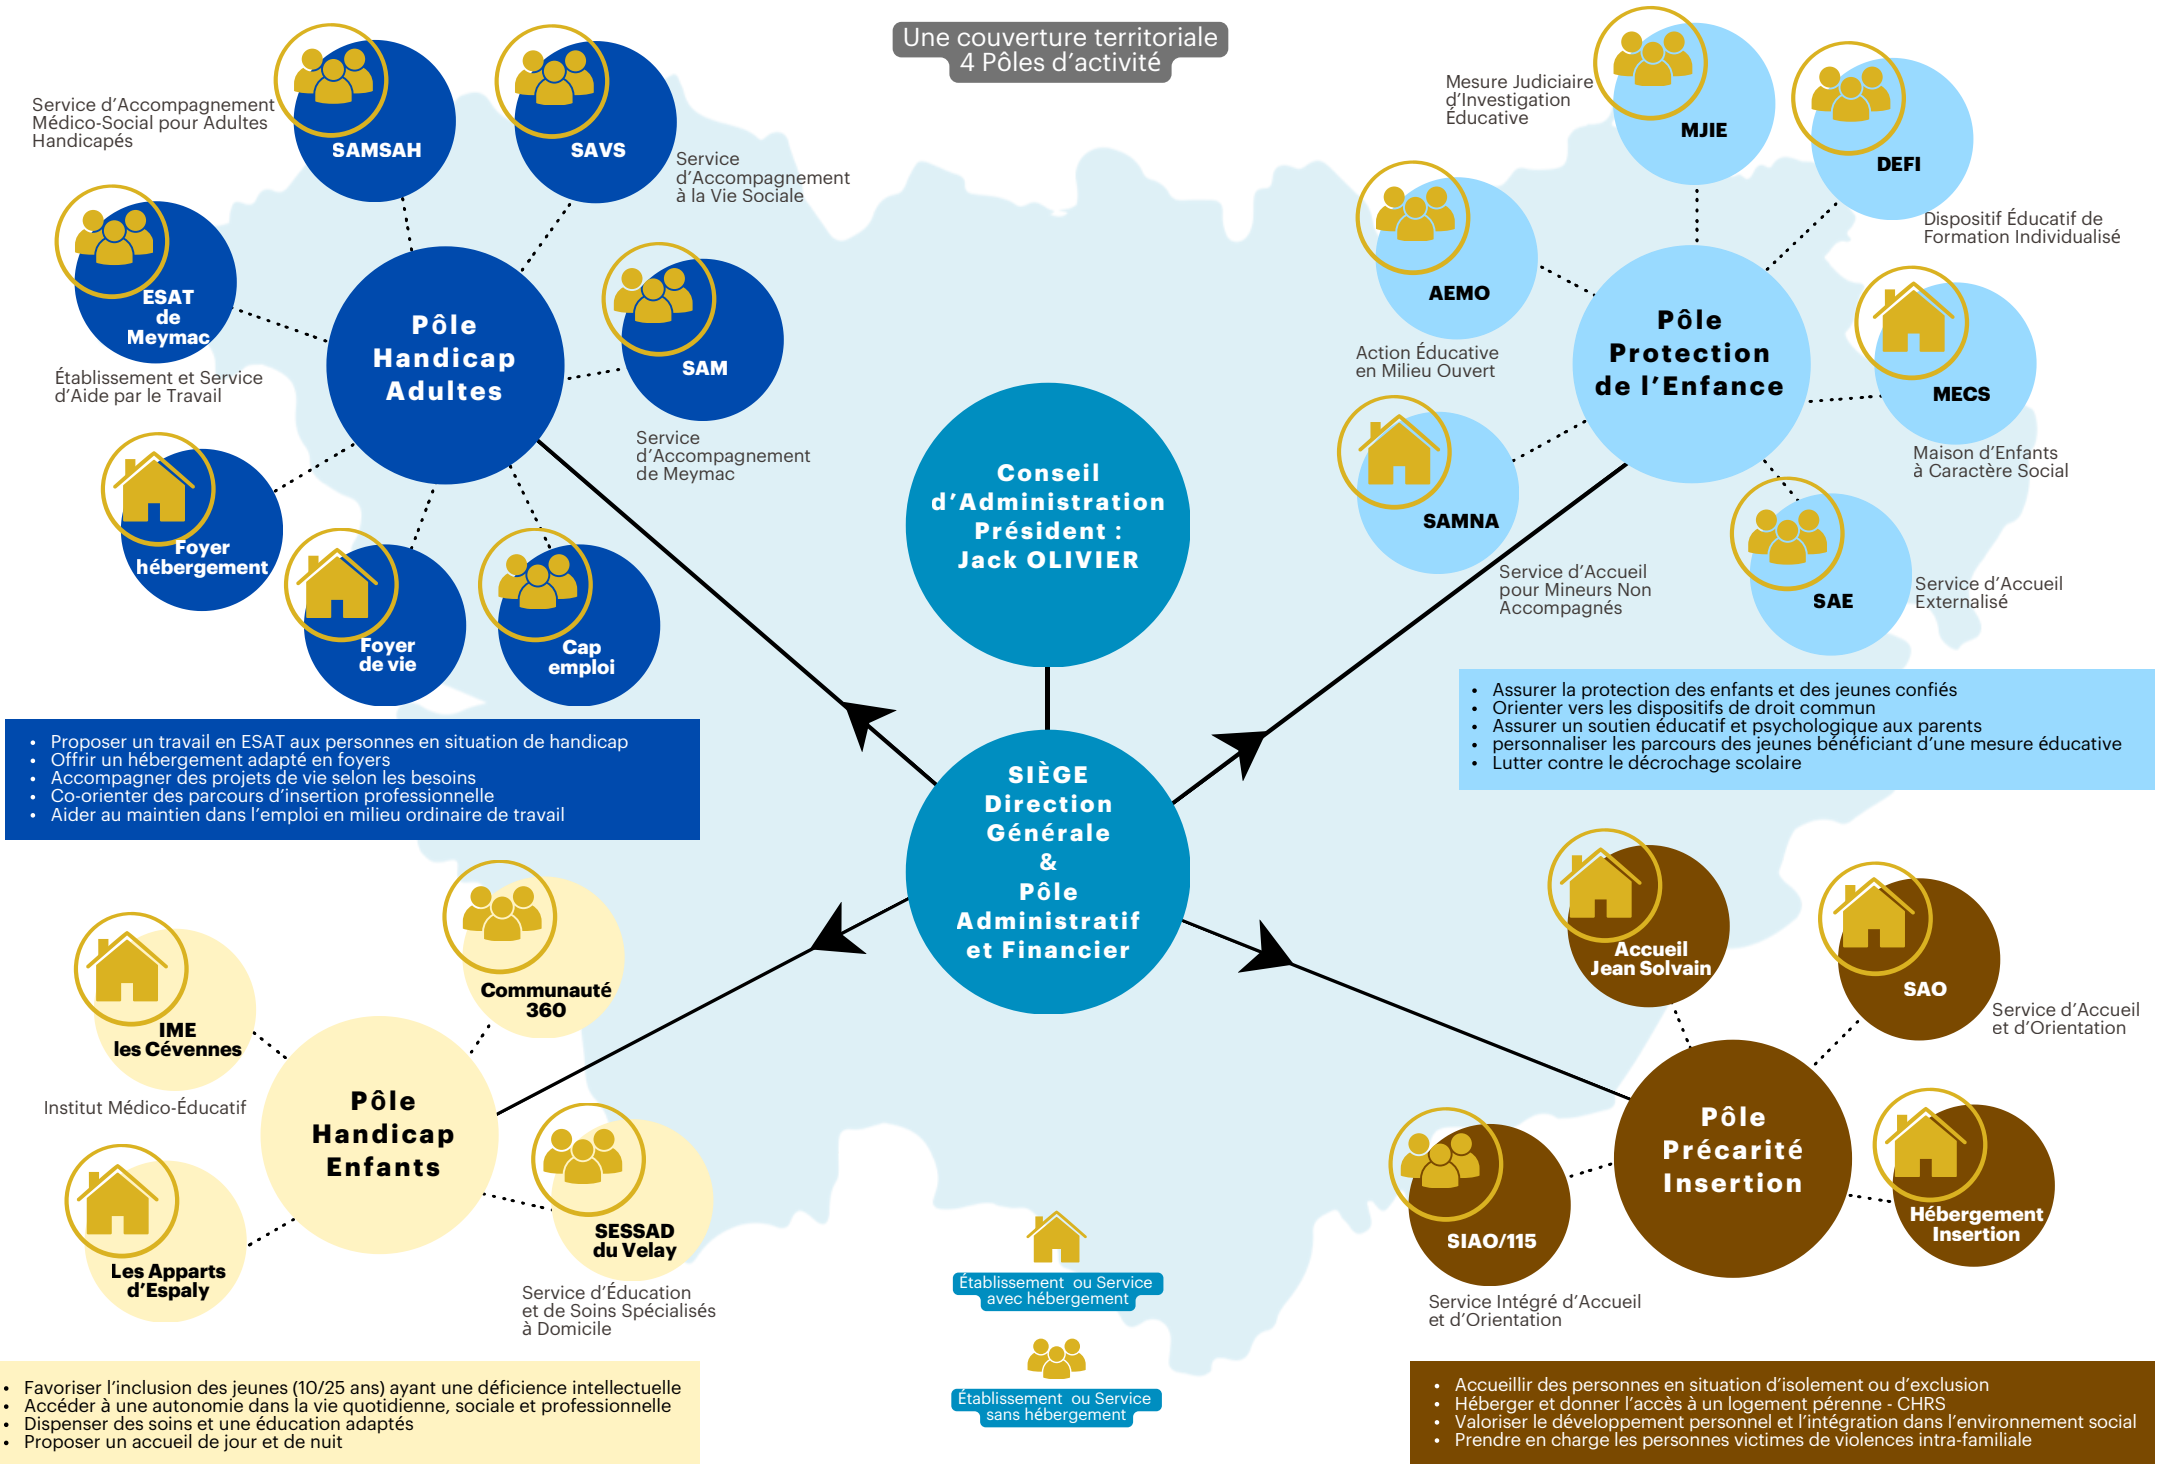 Une couverture territoriale
4 Pôles d’activité
Service d’Accompagnement
Médico-Social pour Adultes
Handicapés
SAMSAH
SAVS
Service
d’Accompagnement
à la Vie Sociale
ESAT
de
Meymac
Établissement et Service
d’Aide par le Travail
Pôle
Handicap
Adultes
SAM
Service
d’Accompagnement
de Meymac
Foyer
hébergement
Foyer
de vie
Cap
emploi
• Proposer un travail en ESAT aux personnes en situation de handicap
• Offrir un hébergement adapté en foyers
• Accompagner des projets de vie selon les besoins
• Co-orienter des parcours d’insertion professionnelle
• Aider au maintien dans l’emploi en milieu ordinaire de travail
Conseil
d’Administration
Président :
Jack OLIVIER
SIÈGE
Direction
Générale
&
Pôle
Administratif
et Financier
Mesure Judiciaire
d’Investigation
Éducative
MJIE
DEFI
Dispositif Éducatif de
Formation Individualisé
AEMO
Action Éducative
en Milieu Ouvert
Pôle
Protection
de l’Enfance
MECS
Maison d’Enfants
à Caractère Social
SAMNA
Service d’Accueil
pour Mineurs Non
Accompagnés
SAE
Service d’Accueil
Externalisé
• Assurer la protection des enfants et des jeunes confiés
• Orienter vers les dispositifs de droit commun
• Assurer un soutien éducatif et psychologique aux parents
• personnaliser les parcours des jeunes bénéficiant d’une mesure éducative
• Lutter contre le décrochage scolaire
Communauté
360
IME
les Cévennes
Institut Médico-Éducatif
Pôle
Handicap
Enfants
Les Apparts
d’Espaly
SESSAD
du Velay
Service d’Éducation
et de Soins Spécialisés
à Domicile
• Favoriser l’inclusion des jeunes (10/25 ans) ayant une déficience intellectuelle
• Accéder à une autonomie dans la vie quotidienne, sociale et professionnelle
• Dispenser des soins et une éducation adaptés
• Proposer un accueil de jour et de nuit
Établissement ou Service
avec hébergement
Établissement ou Service
sans hébergement
Accueil
Jean Solvain
SAO
Service d’Accueil
et d’Orientation
Pôle
Précarité
Insertion
Hébergement
Insertion
SIAO/115
Service Intégré d’Accueil
et d’Orientation
• Accueillir des personnes en situation d’isolement ou d’exclusion
• Héberger et donner l’accès à un logement pérenne - CHRS
• Valoriser le développement personnel et l’intégration dans l’environnement social
• Prendre en charge les personnes victimes de violences intra-familiale